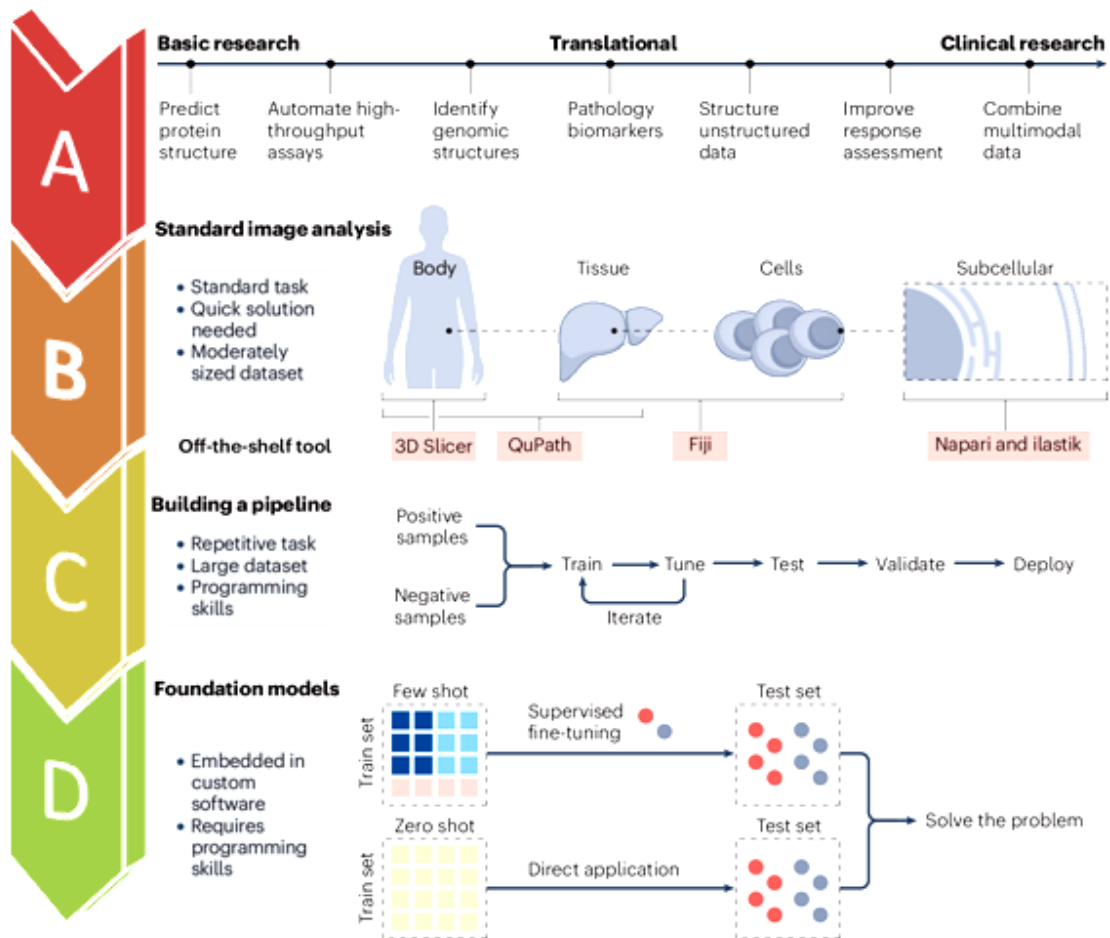 A
Basic research
Translational
Clinical research
Predict
protein
structure
Automate high-
throughput
assays
Identify
genomic
structures
Pathology
biomarkers
Structure
unstructured
data
Improve
response
assessment
Combine
multimodal
data
B
Standard image analysis
• Standard task
• Quick solution
needed
• Moderately
sized dataset
Body
Tissue
Cells
Subcellular
Off-the-shelf tool
3D Slicer
QuPath
Fiji
Napari and ilastik
C
Building a pipeline
• Repetitive task
• Large dataset
• Programming
skills
Positive
samples
Negative
samples
Train
Tune
Test
Validate
Deploy
Iterate
D
Foundation models
• Embedded in
custom
software
• Requires
programming
skills
Few shot
Train set
Supervised
fine-tuning
Test set
Zero shot
Train set
Direct application
Test set
Solve the problem